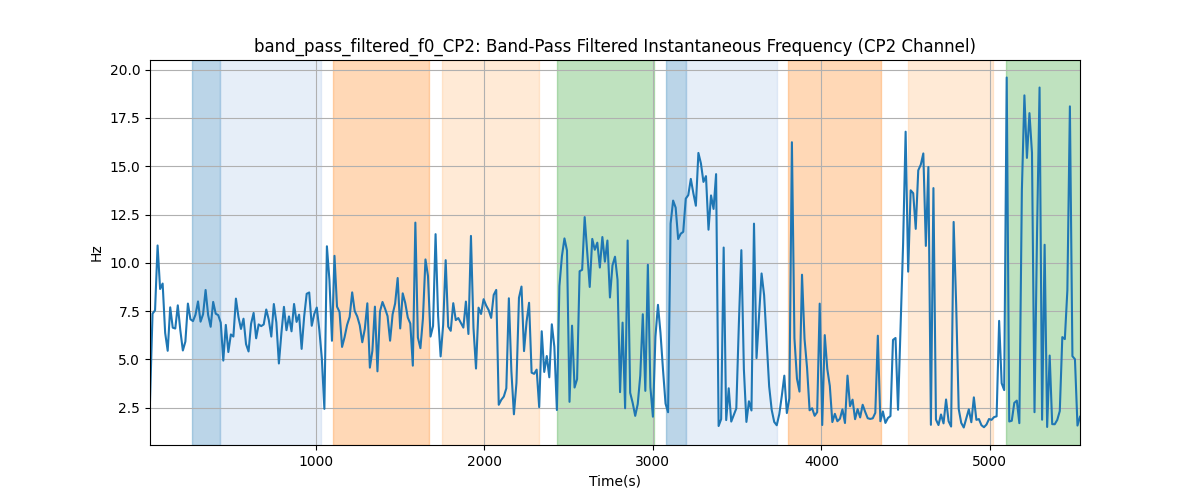 band_pass_filtered_f0_CP2: Band-Pass Filtered Instantaneous Frequency (CP2 Channel)
20.0
17.5
15.0
12.5
10.0
7.5
5.0
2.5
Hz
1000 2000 3000 4000 5000
Time(s)